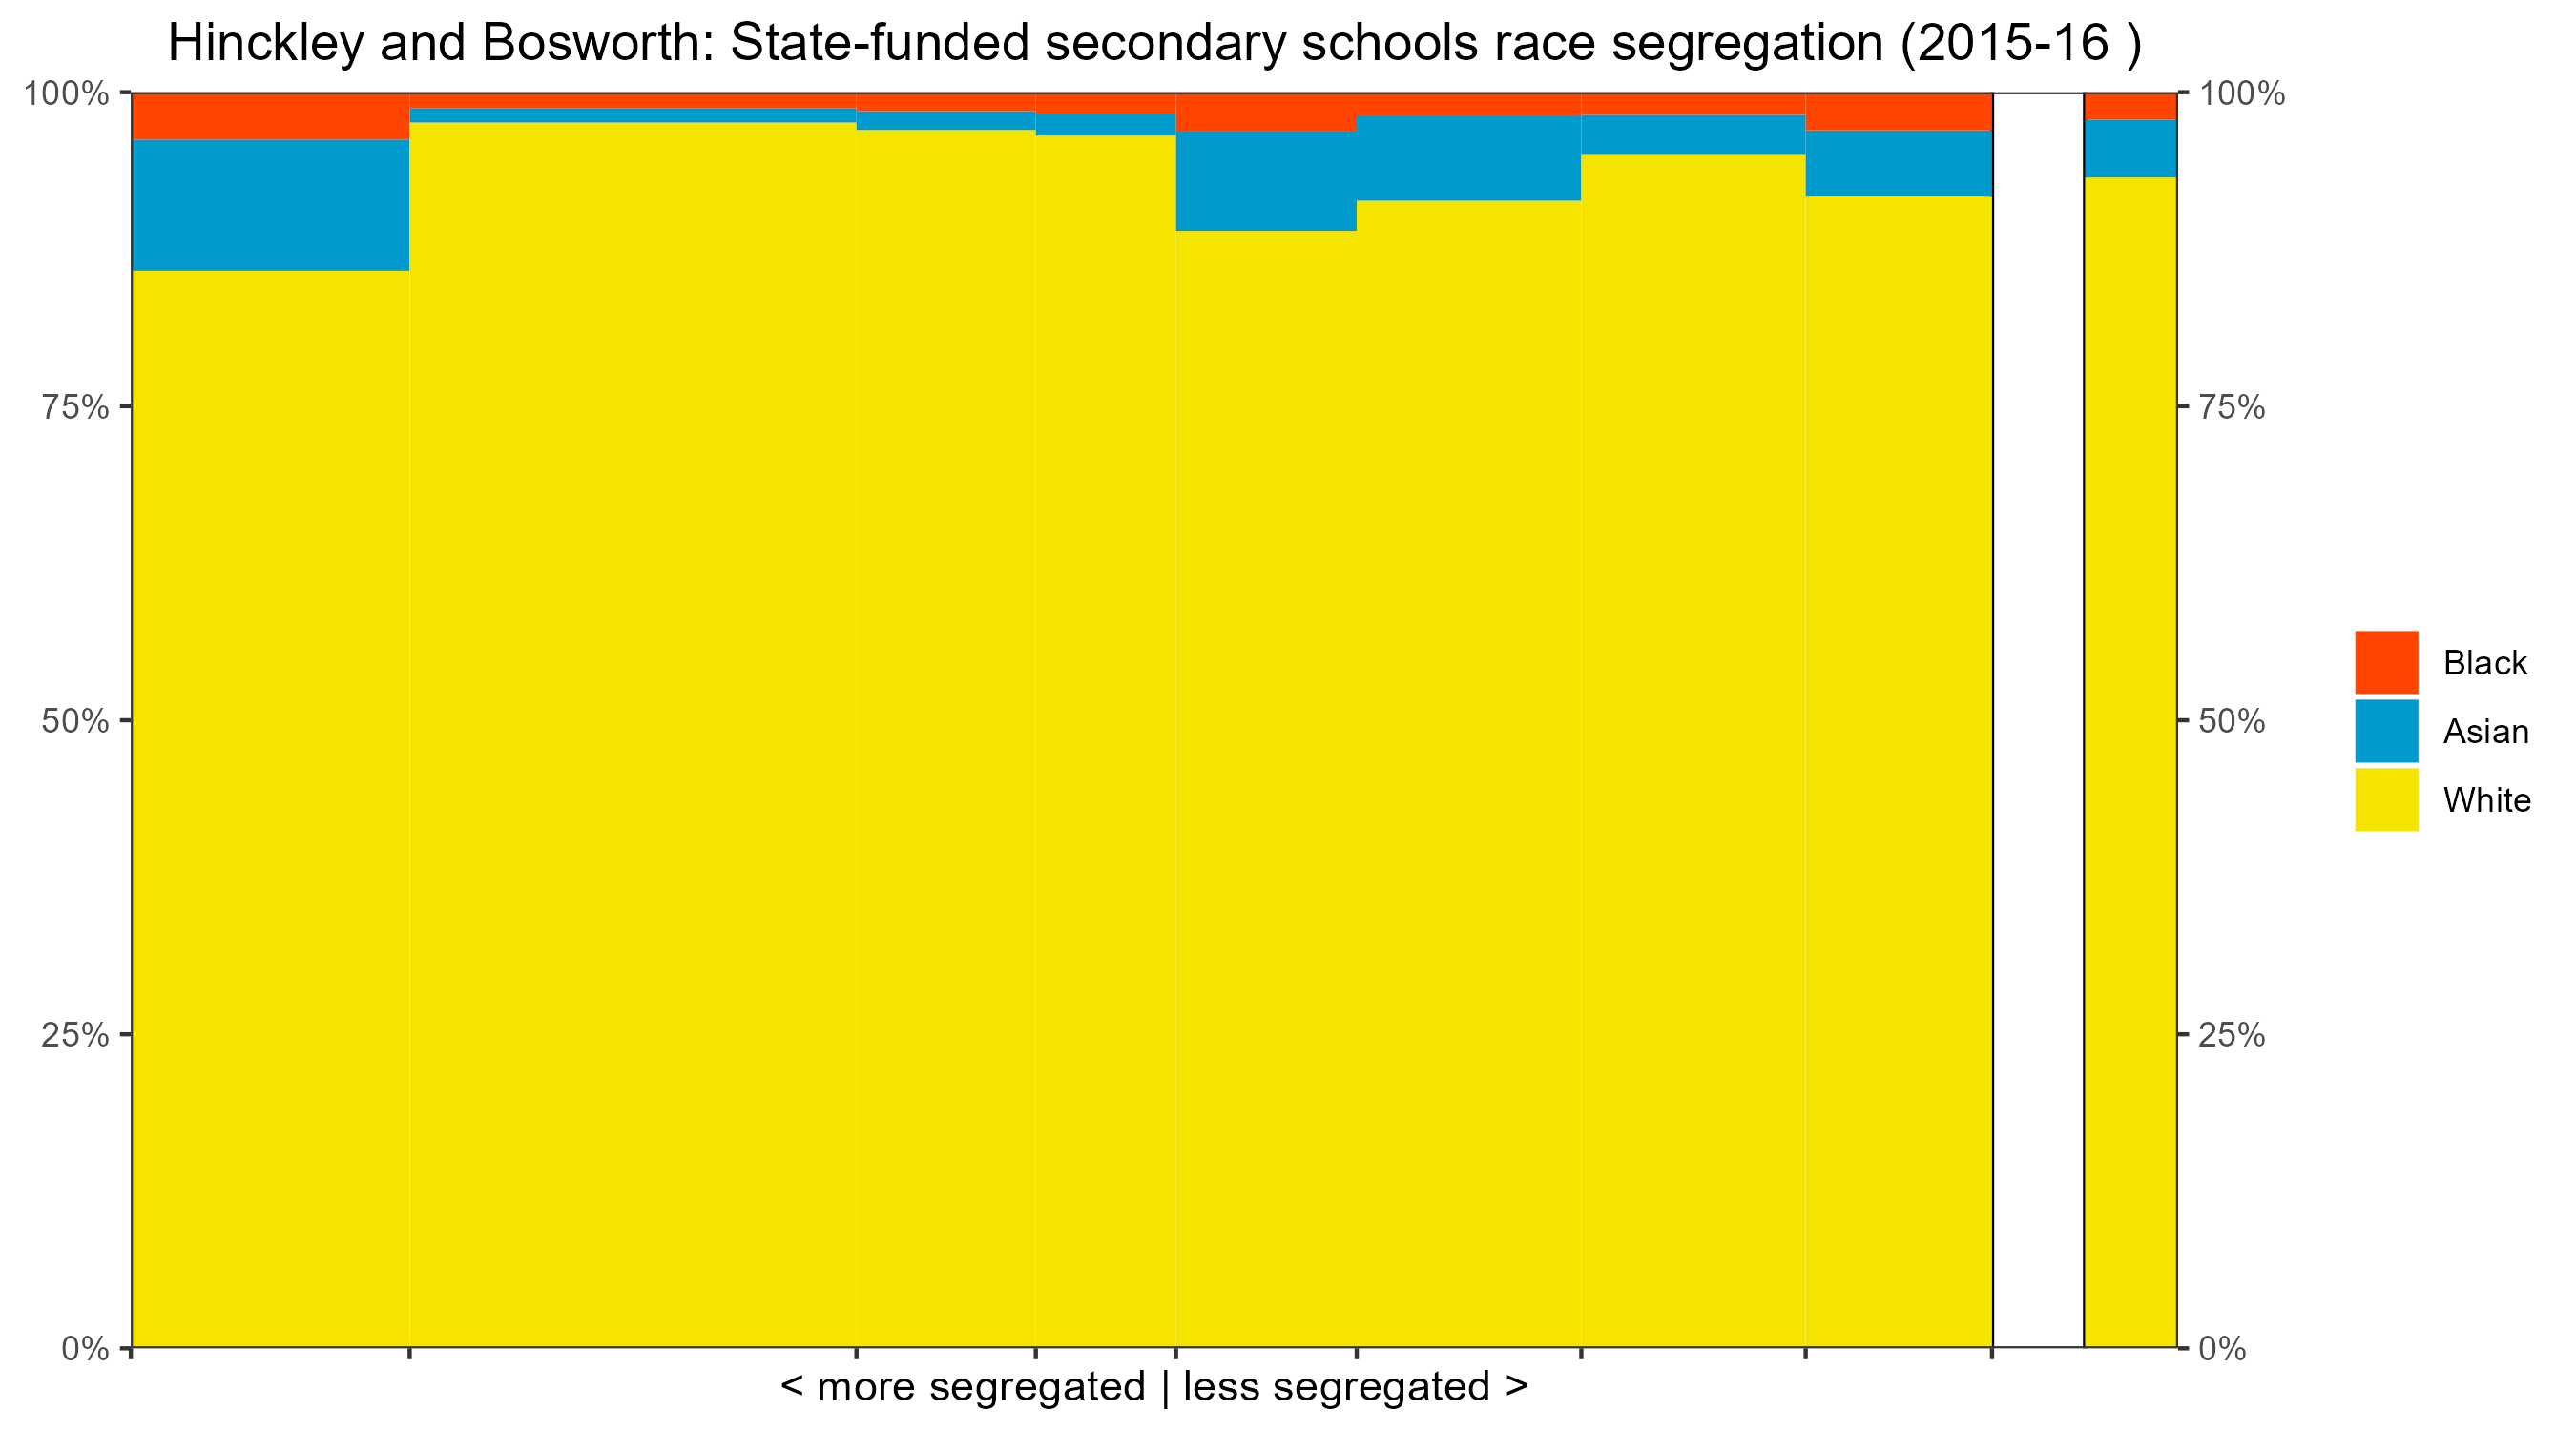 Hinckley and Bosworth: State-funded secondary schools race segregation (2015-16 )
100%
75%
50%
25%
0%
100%
75%
50%
25%
0%
Black
Asian
White
< more segregated | less segregated >